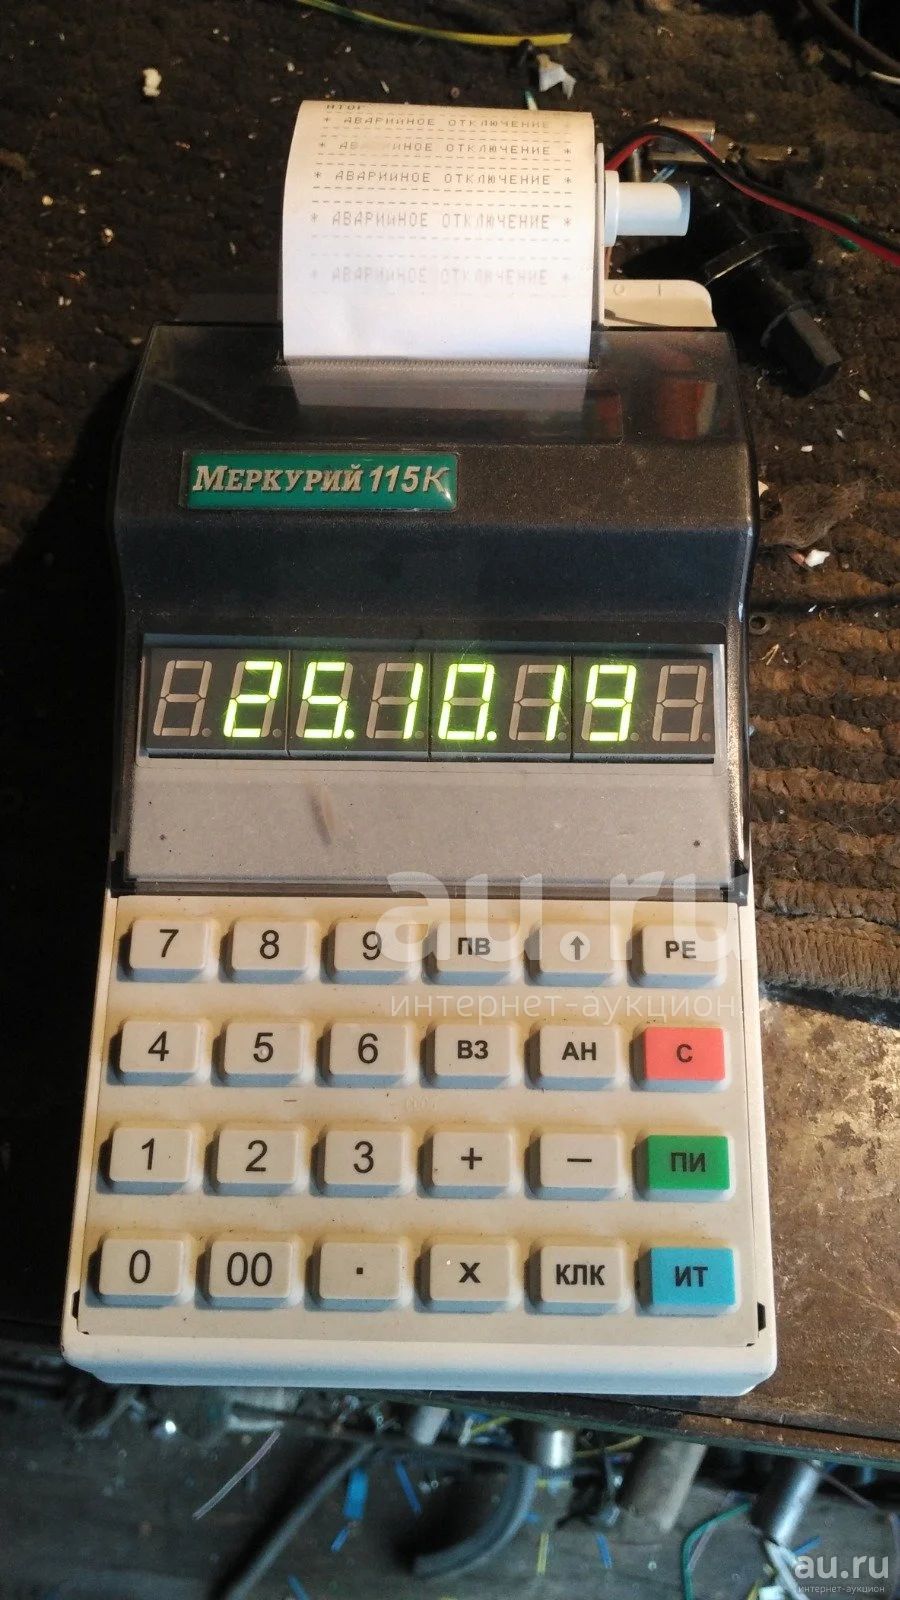 ИТОГ
* АВАРИЙНОЕ ОТКЛЮЧЕНИЕ *
* АВАРИЙНОЕ ОТКЛЮЧЕНИЕ *
* АВАРИЙНОЕ ОТКЛЮЧЕНИЕ *
* АВАРИЙНОЕ ОТКЛЮЧЕНИЕ *
* АВАРИЙНОЕ ОТКЛЮЧЕНИЕ *
0 1
МЕРКУРИЙ 115К
25.10.19
7 8 9 ПВ ↑ РЕ
4 5 6 ВЗ АН С
1 2 3 + − ПИ
0 00 . X КЛК ИТ
au.ru
интернет-аукцион
au.ru
интернет-аукцион